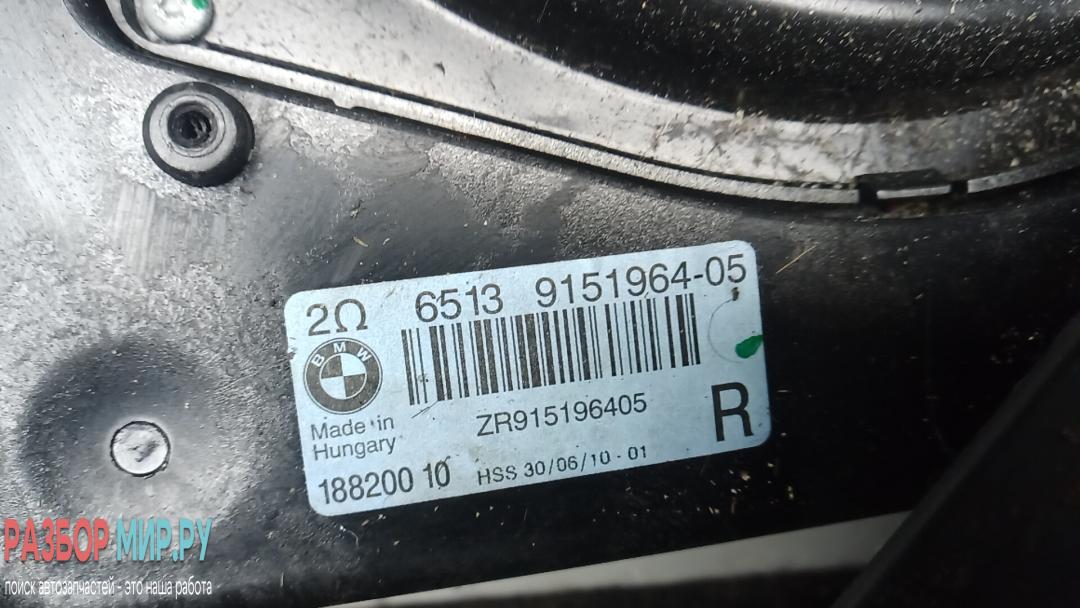 2Ω 6513 9151964-05
BMW
ZR915196405
Made in
Hungary
R
188200 10 HSS 30/06/10-01
РАЗБОР МИР.РУ
поиск автозапчастей - это наша работа